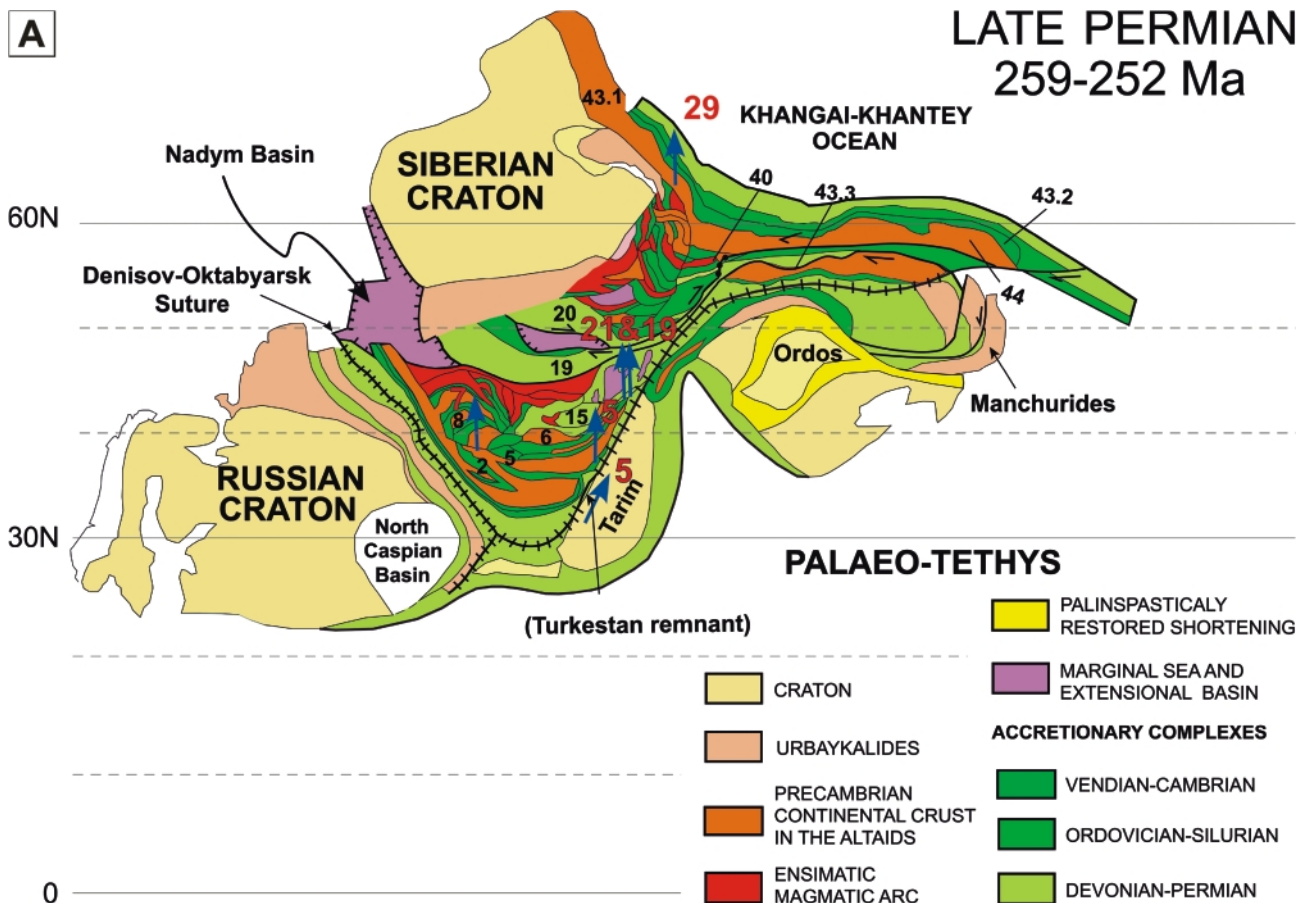 A
LATE PERMIAN
259-252 Ma
43.1
29
KHANGAI-KHANTEY
OCEAN
Nadym Basin
SIBERIAN
CRATON
40
43.3
43.2
60N
Denisov-Oktabyarsk
Suture
44
20
21&19
19
Ordos
Manchurides
7
8
15
5
6
2
5
5
RUSSIAN
CRATON
Tarim
North
Caspian
Basin
30N
PALAEO-TETHYS
(Turkestan remnant)
PALINSPASTICALY
RESTORED SHORTENING
CRATON
MARGINAL SEA AND
EXTENSIONAL BASIN
URBAYKALIDES
ACCRETIONARY COMPLEXES
PRECAMBRIAN
CONTINENTAL CRUST
IN THE ALTAIDS
VENDIAN-CAMBRIAN
ORDOVICIAN-SILURIAN
ENSIMATIC
MAGMATIC ARC
DEVONIAN-PERMIAN
0